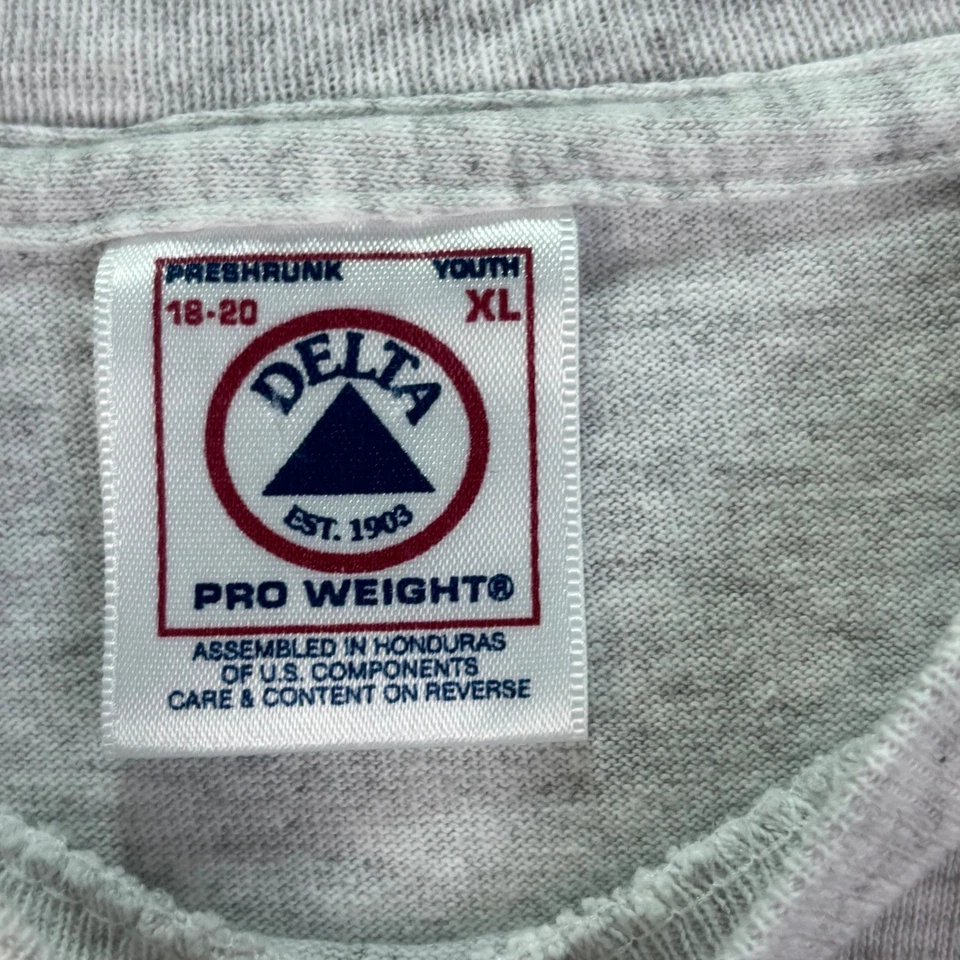 PRESHRUNK YOUTH
18-20 XL
DELTA
EST. 1903
PRO WEIGHT®
ASSEMBLED IN HONDURAS
OF U.S. COMPONENTS
CARE & CONTENT ON REVERSE